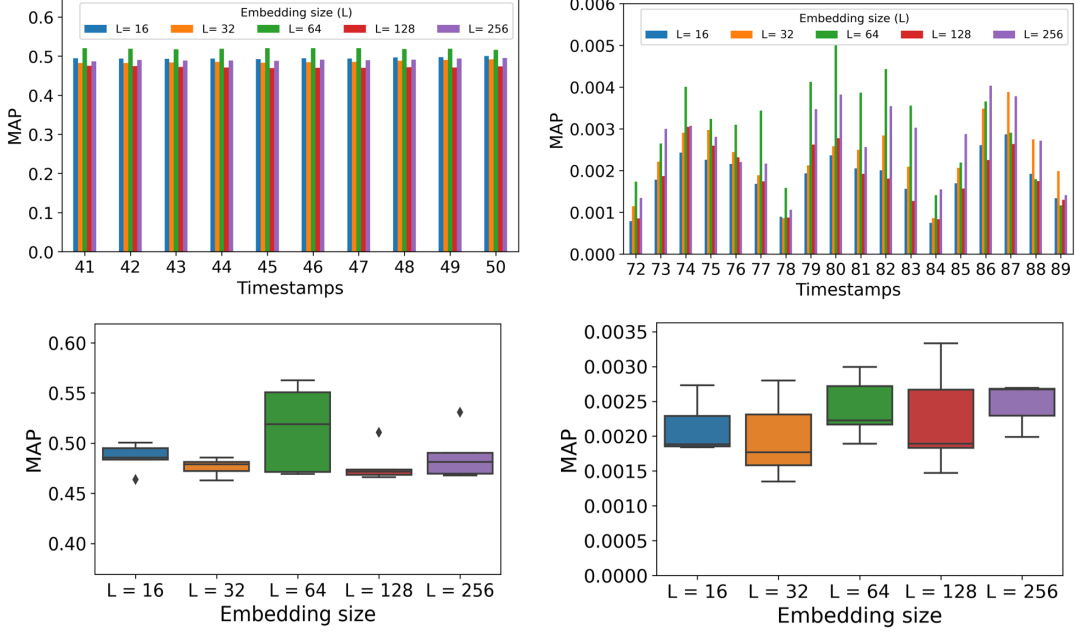 0.6
0.5
0.4
0.3
0.2
0.1
0.0
MAP
Embedding size (L)
L= 16 L= 32 L= 64 L= 128 L= 256
41 42 43 44 45 46 47 48 49 50
Timestamps
0.006
0.005
0.004
0.003
0.002
0.001
0.000
MAP
Embedding size (L)
L= 16 L= 32 L= 64 L= 128 L= 256
72 73 74 75 76 77 78 79 80 81 82 83 84 85 86 87 88 89
Timestamps
0.60
0.55
0.50
0.45
0.40
MAP
L = 16 L = 32 L = 64 L = 128 L = 256
Embedding size
0.0035
0.0030
0.0025
0.0020
0.0015
0.0010
0.0005
0.0000
MAP
L = 16 L = 32 L = 64 L = 128 L = 256
Embedding size